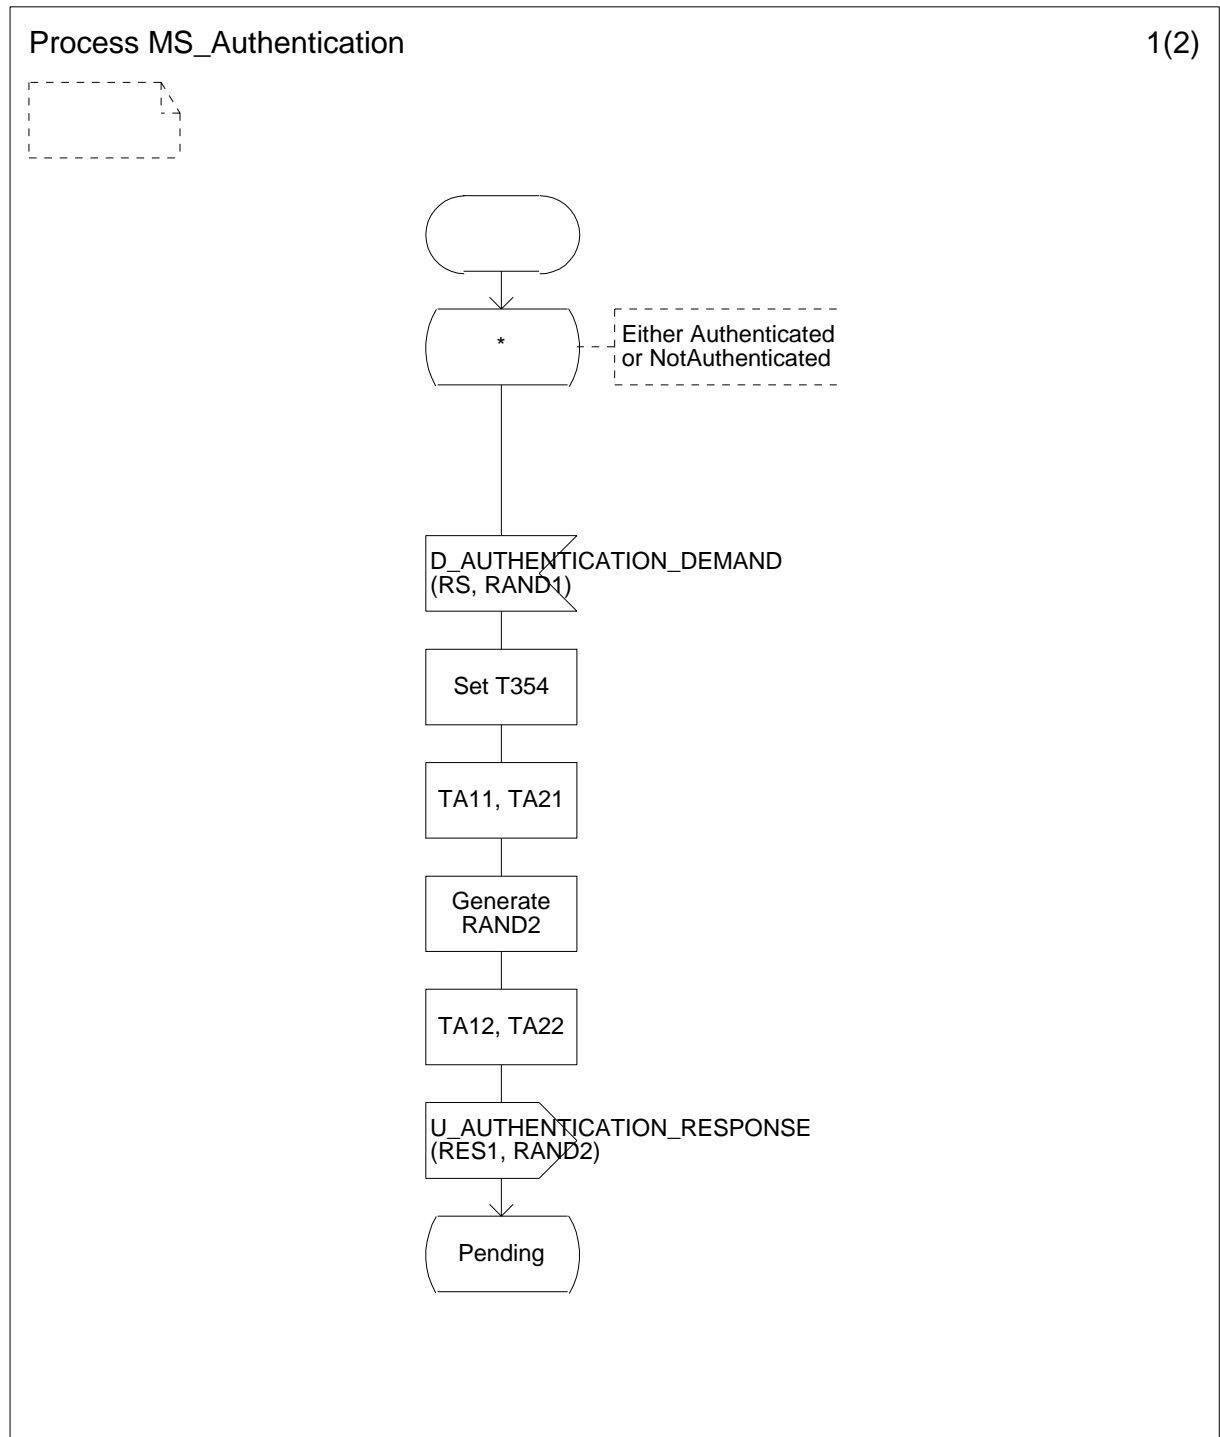 Process MS_Authentication
1(2)
*
Either Authenticated
or NotAuthenticated
D_AUTHENTICATION_DEMAND
(RS, RAND1)
Set T354
TA11, TA21
Generate
RAND2
TA12, TA22
U_AUTHENTICATION_RESPONSE
(RES1, RAND2)
Pending